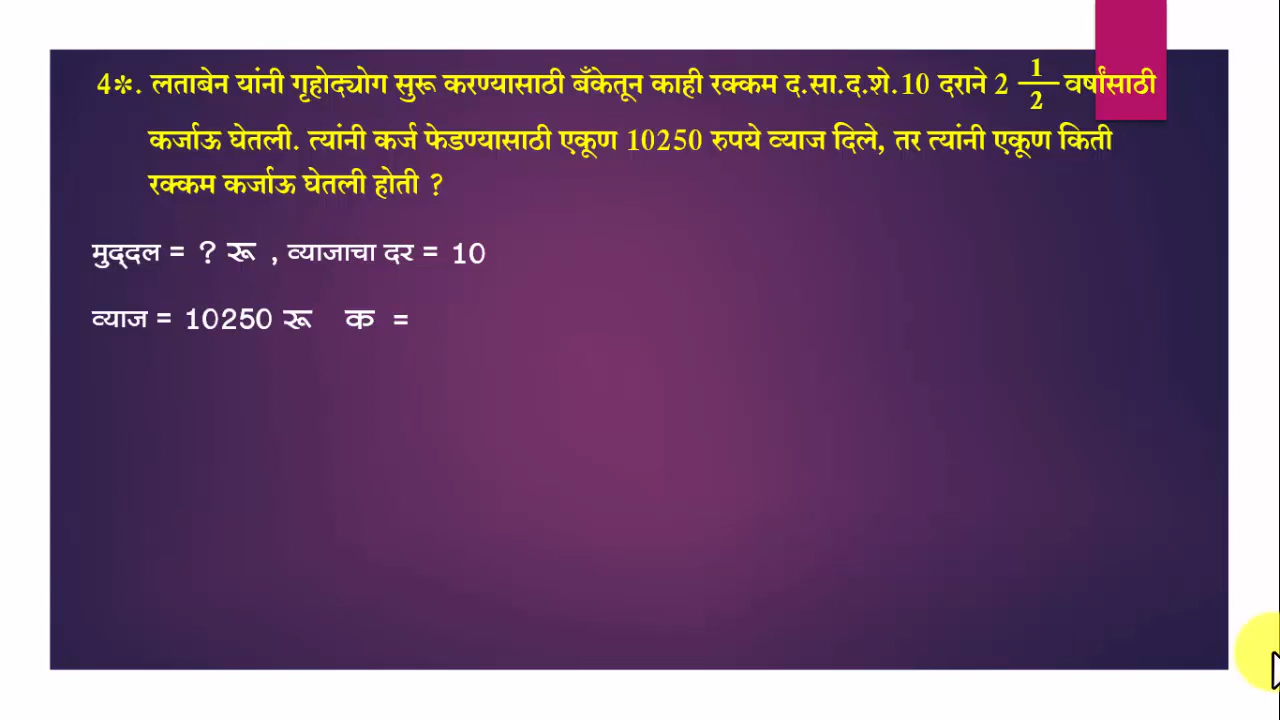 4*. लताबेन यांनी गृहोद्योग सुरू करण्यासाठी बँकेतून काही रक्कम द.सा.द.शे.10 दराने 2 1/2 वर्षांसाठी
कर्जाऊ घेतली. त्यांनी कर्ज फेडण्यासाठी एकूण 10250 रुपये व्याज दिले, तर त्यांनी एकूण किती
रक्कम कर्जाऊ घेतली होती ?
मुद्‌दल = ? रू , व्याजाचा दर = 10
व्याज = 10250 रू क =